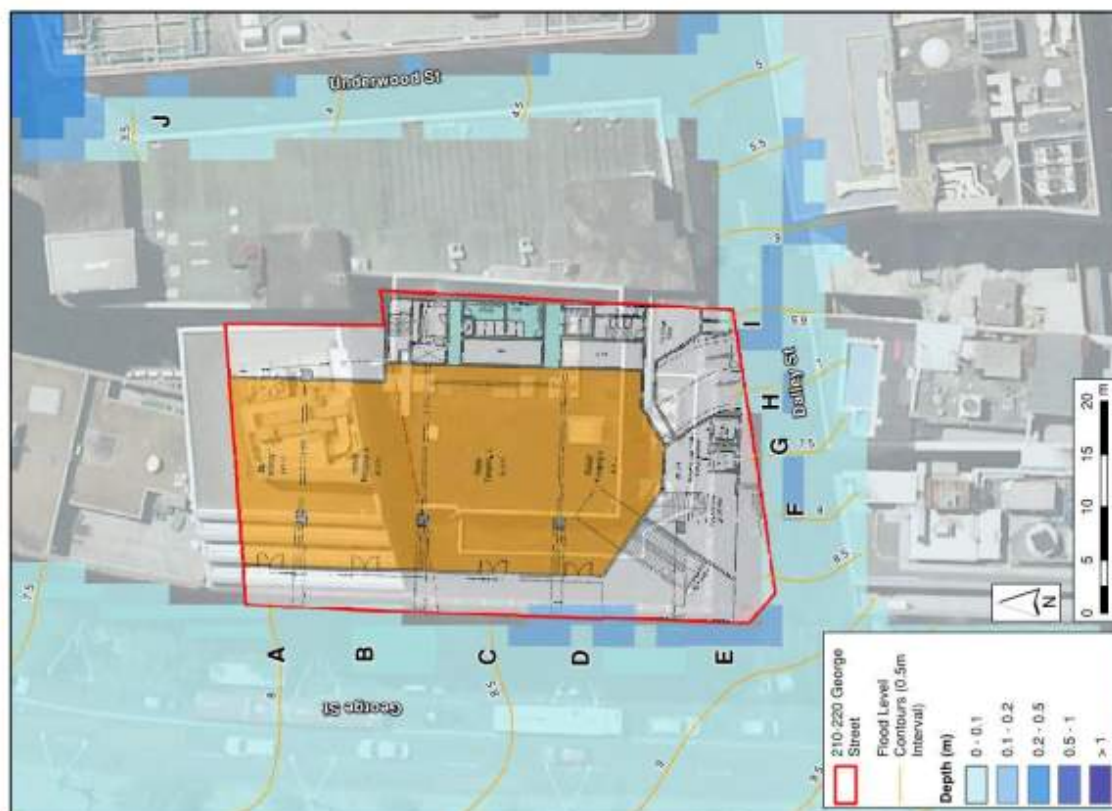 Underwood St
3.5
J
4
4.5
5
5.5
6
7.5
A
8
B
George St
C
8.5
D
E
9
9.5
I
6.9
Dalley St
H
7
G
7.5
F
8.5
210-220 George
Street
Flood Level
Contours (0.5m
Interval)
Depth (m)
0 - 0.1
0.1 - 0.2
0.2 - 0.5
0.5 - 1
> 1
N
0 5 10 15 20
m